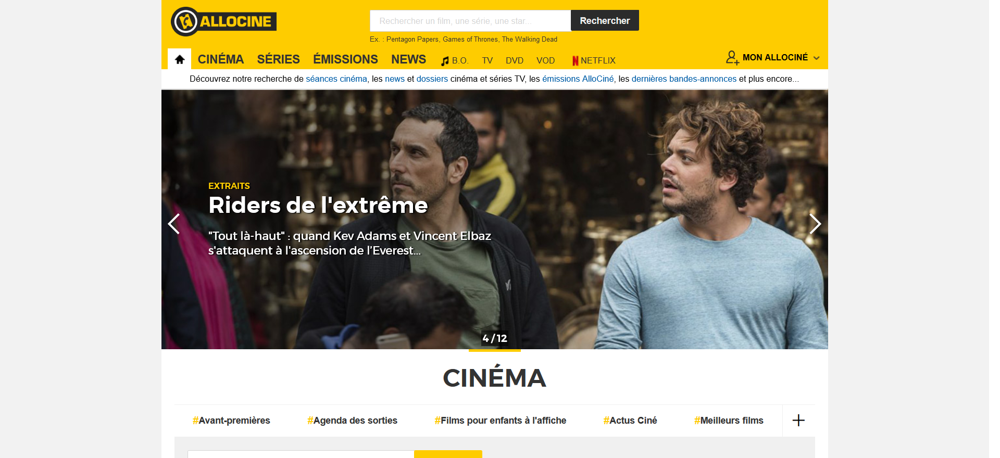 ALLOCINE
Rechercher un film, une série, une star...
Rechercher
Ex. : Pentagon Papers, Games of Thrones, The Walking Dead
CINÉMA SÉRIES ÉMISSIONS NEWS B.O. TV DVD VOD NETFLIX MON ALLOCINÉ
Découvrez notre recherche de séances cinéma, les news et dossiers cinéma et séries TV, les émissions AlloCiné, les dernières bandes-annonces et plus encore...
EXTRAITS
Riders de l'extrême
"Tout là-haut" : quand Kev Adams et Vincent Elbaz
s'attaquent à l'ascension de l’Everest...
4 / 12
CINÉMA
#Avant-premières #Agenda des sorties #Films pour enfants à l'affiche #Actus Ciné #Meilleurs films +